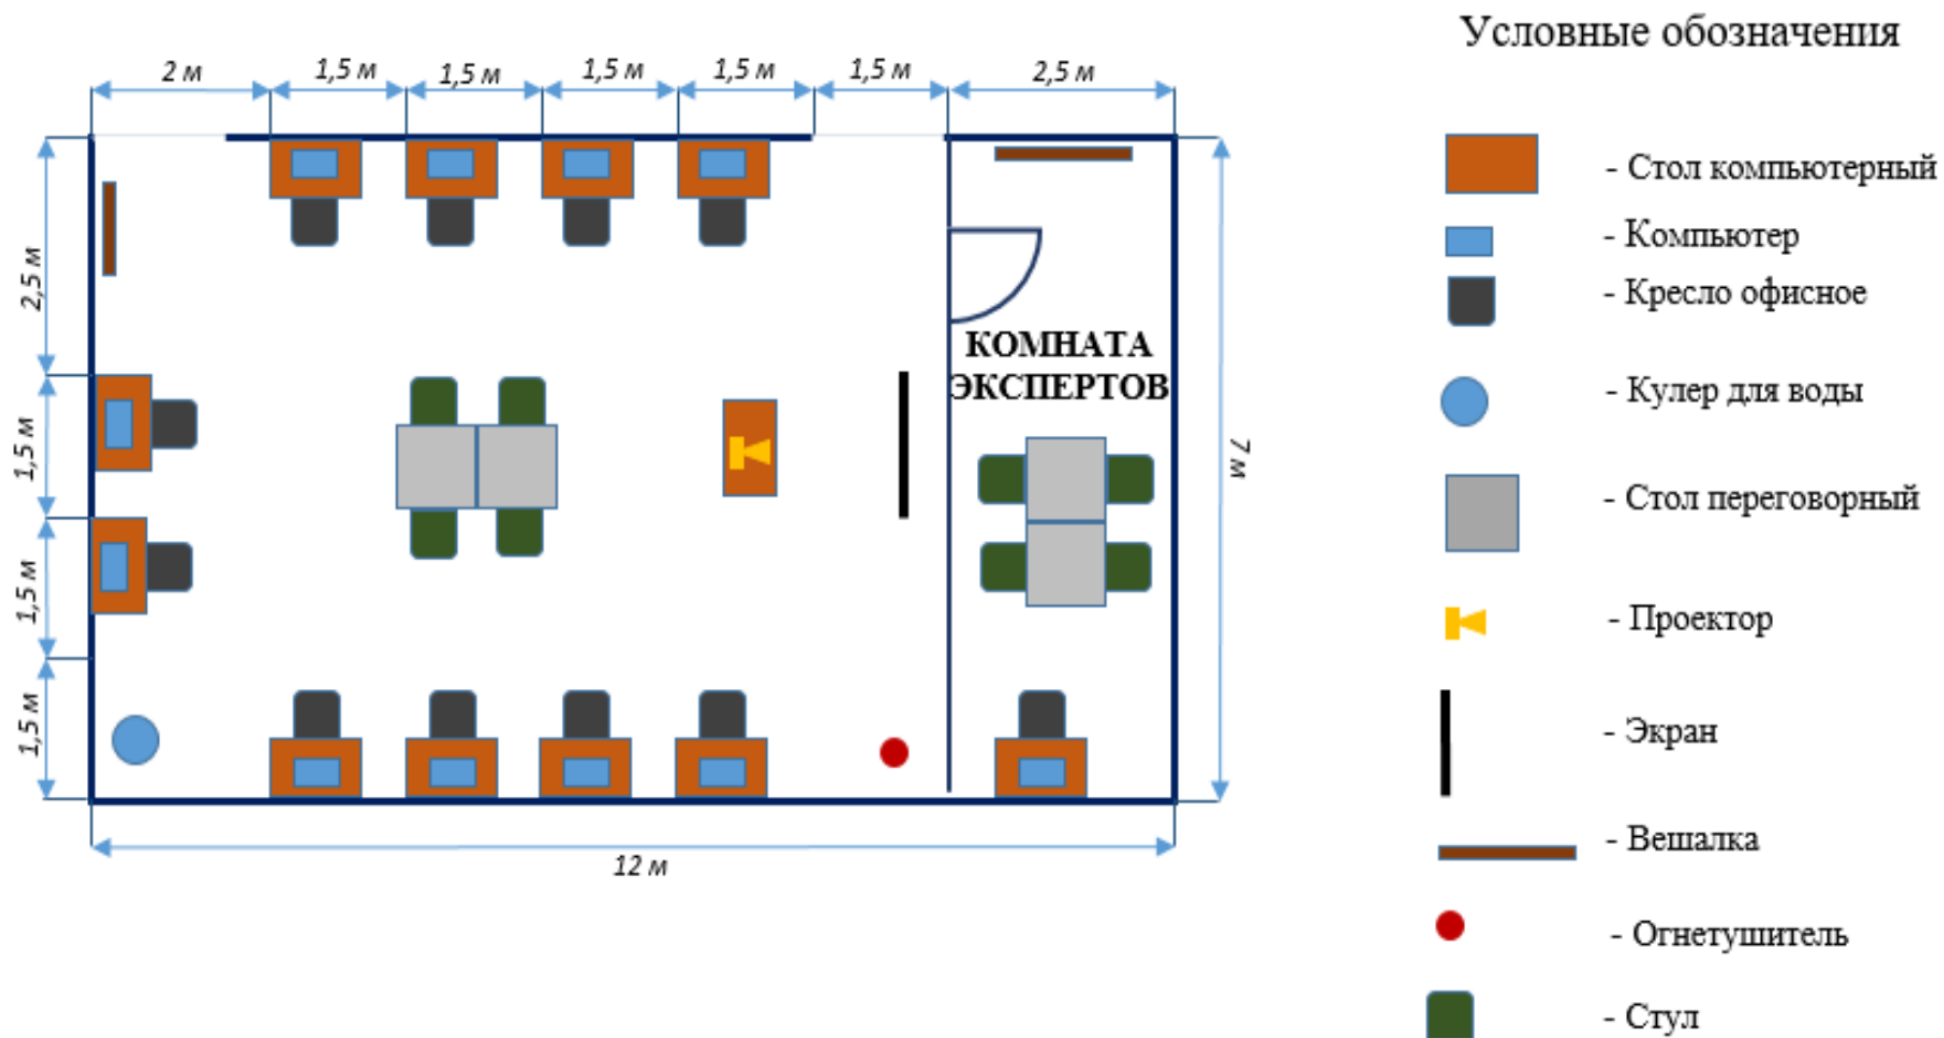 Условные обозначения
2 м
1,5 м
1,5 м
1,5 м
1,5 м
1,5 м
2,5 м
- Стол компьютерный
- Компьютер
- Кресло офисное
2,5 м
КОМНАТА
ЭКСПЕРТОВ
- Кулер для воды
1,5 м
7 м
- Стол переговорный
1,5 м
- Проектор
1,5 м
- Экран
12 м
- Вешалка
- Огнетушитель
- Стул